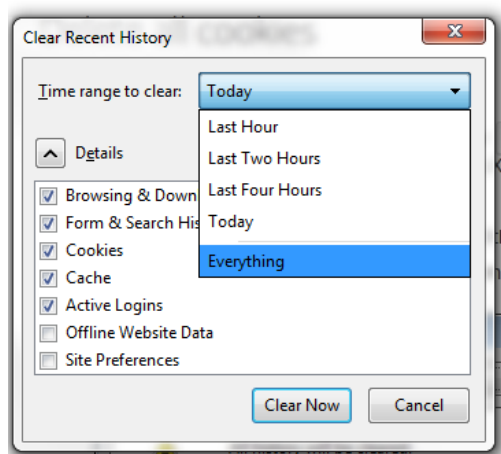 Clear Recent History
Time range to clear: Today
Last Hour
Last Two Hours
Last Four Hours
Today
Everything
Details
Browsing & Down
Form & Search His
Cookies
Cache
Active Logins
Offline Website Data
Site Preferences
Clear Now Cancel